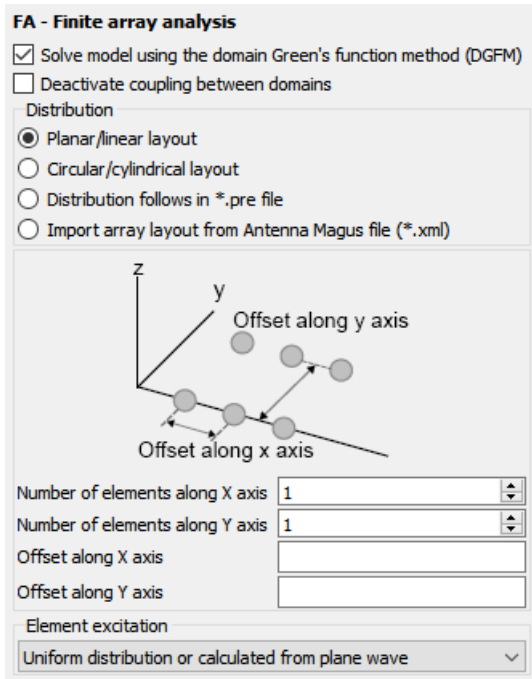 FA - Finite array analysis
Solve model using the domain Green's function method (DGFM)
Deactivate coupling between domains
Distribution
Planar/linear layout
Circular/cylindrical layout
Distribution follows in *.pre file
Import array layout from Antenna Magus file (*.xml)
z
y
Offset along y axis
Offset along x axis
Number of elements along X axis 1
Number of elements along Y axis 1
Offset along X axis
Offset along Y axis
Element excitation
Uniform distribution or calculated from plane wave